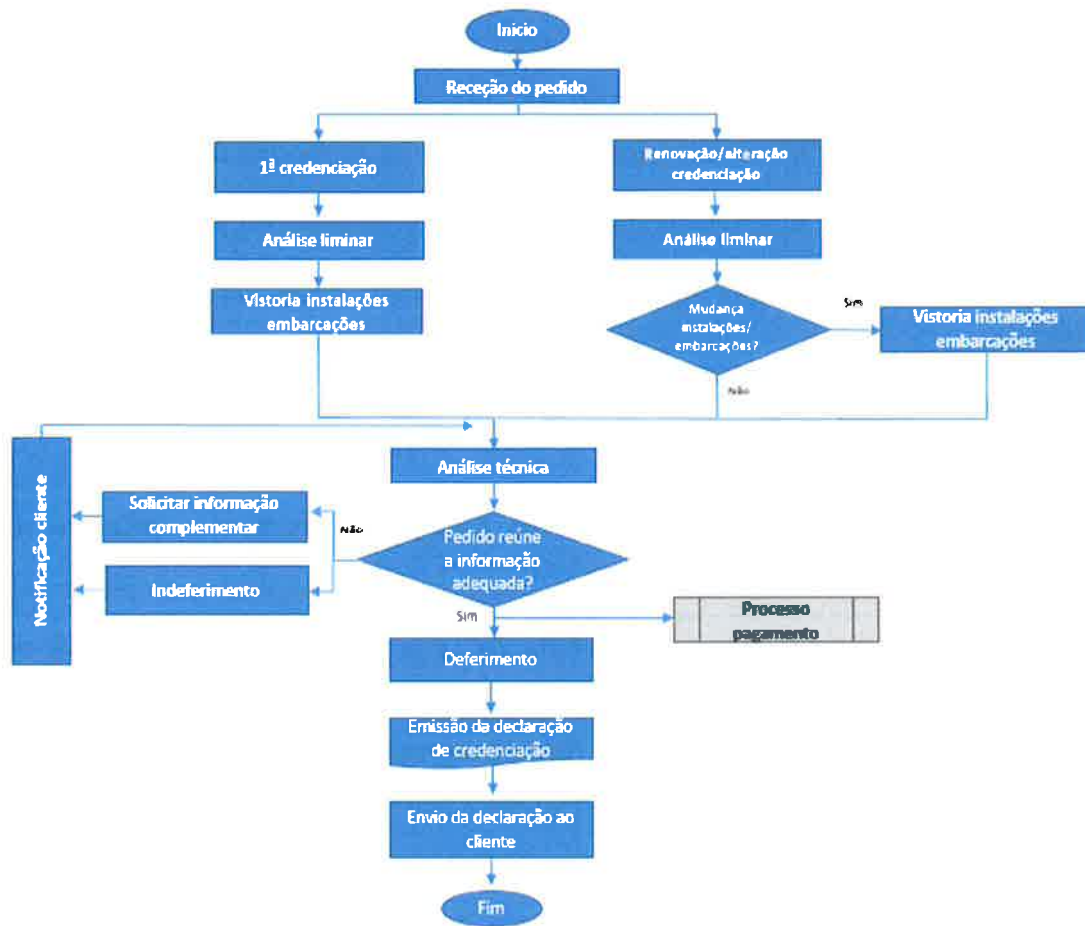 Início
Receção do pedido
1ª credenciação
Renovação/alteração
credenciação
Análise liminar
Análise liminar
Vistoria instalações
embarcações
Mudança
instalações/
embarcações?
Sim
Vistoria instalações
embarcações
Não
Notificação cliente
Análise técnica
Solicitar informação
complementar
Não
Pedido reúne
a informação
adequada?
Indeferimento
Sim
Processo
pagamento
Deferimento
Emissão da declaração
de credenciação
Envio da declaração ao
cliente
Fim